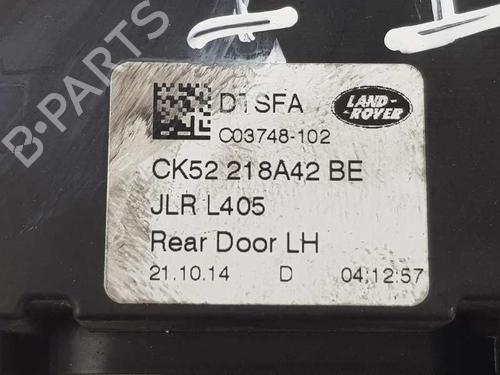 B-PARTS
DTSFA
LAND-
-ROVER
C03748-102
CK52 218A42 BE
JLR L405
Rear Door LH
21.10.14 D 04:12:57